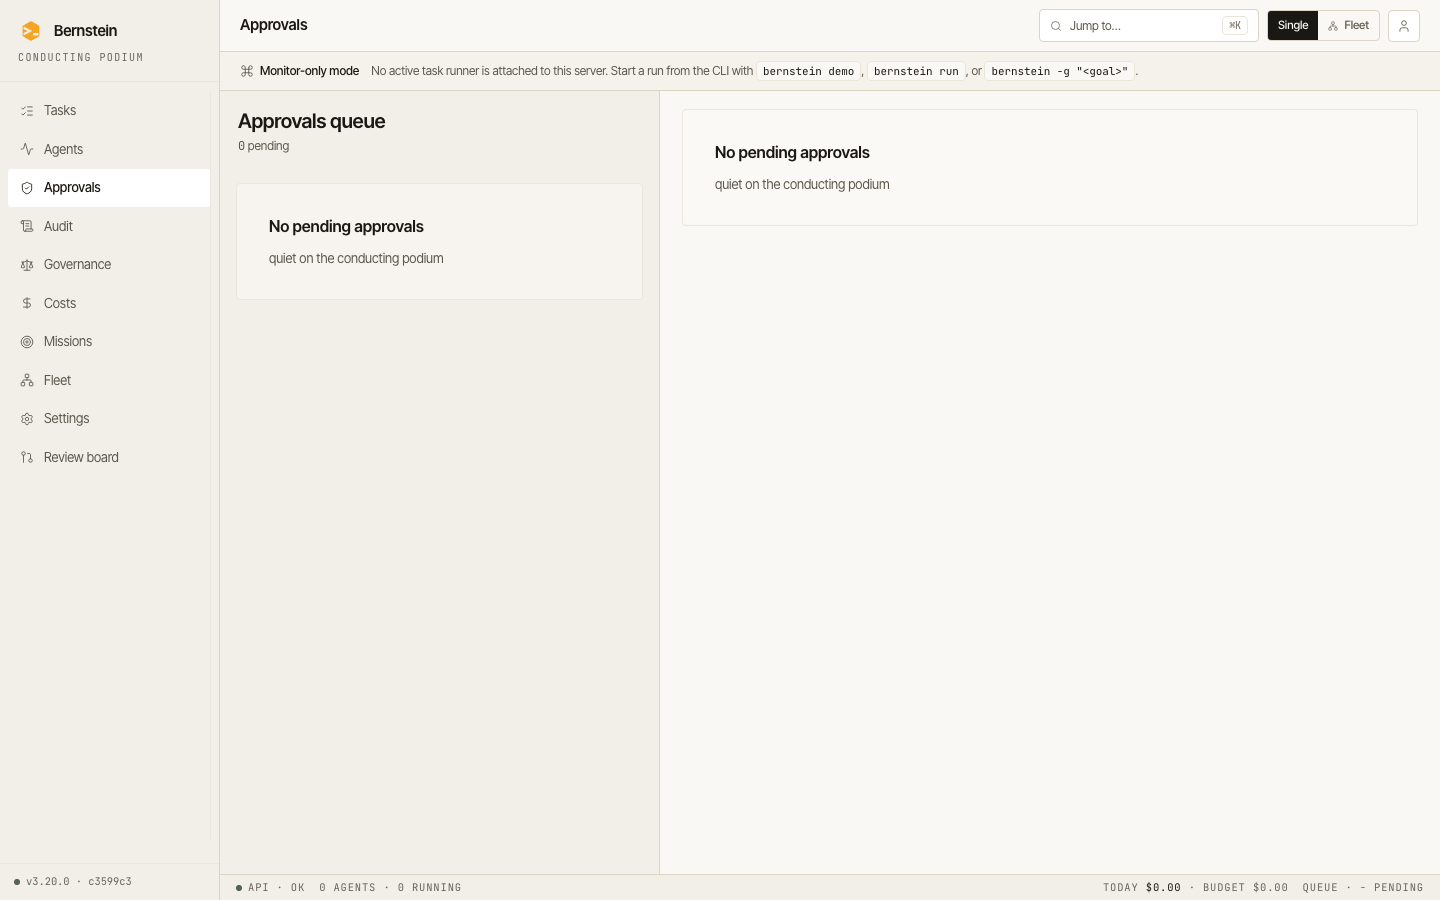 Bernstein
CONDUCTING PODIUM
Tasks
Agents
Approvals
Audit
Governance
Costs
Missions
Fleet
Settings
Review board
v3.20.0 · c3599c3
Approvals
Jump to...
⌘K
Single
Fleet
Monitor-only mode No active task runner is attached to this server. Start a run from the CLI with bernstein demo, bernstein run, or bernstein -g "<goal>".
Approvals queue
0 pending
No pending approvals
quiet on the conducting podium
No pending approvals
quiet on the conducting podium
API · OK 0 AGENTS · 0 RUNNING
TODAY $0.00 · BUDGET $0.00 QUEUE · - PENDING